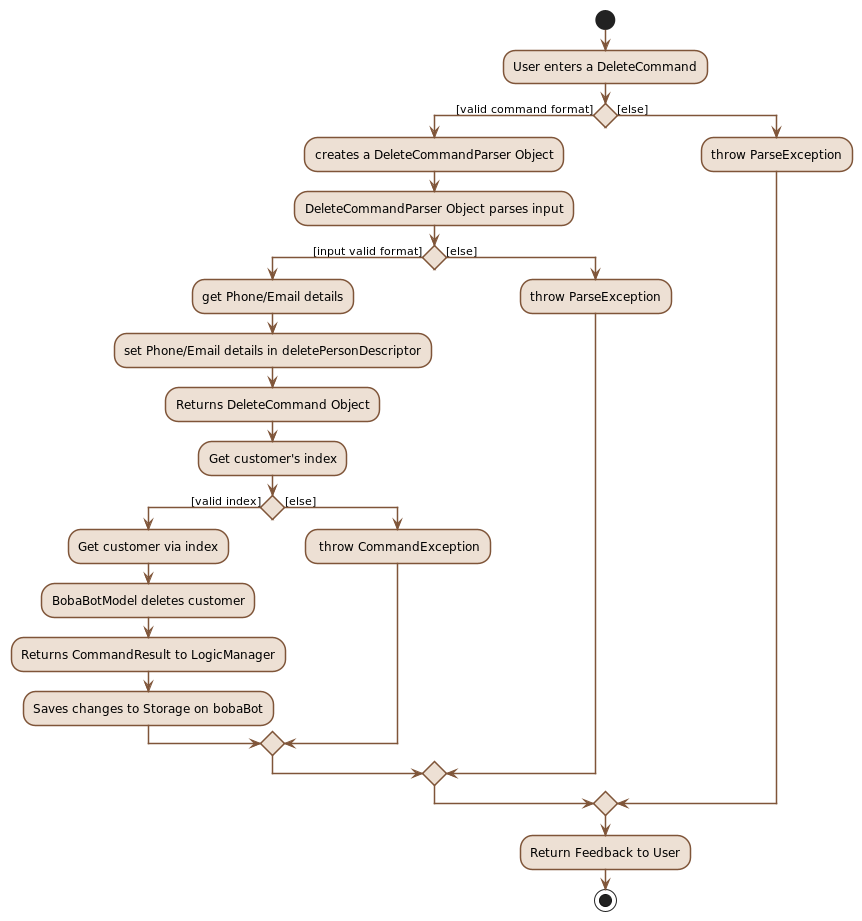 User enters a DeleteCommand
[valid command format]
[else]
creates a DeleteCommandParser Object
throw ParseException
DeleteCommandParser Object parses input
[input valid format]
[else]
get Phone/Email details
throw ParseException
set Phone/Email details in deletePersonDescriptor
Returns DeleteCommand Object
Get customer's index
[valid index]
[else]
Get customer via index
throw CommandException
BobaBotModel deletes customer
Returns CommandResult to LogicManager
Saves changes to Storage on bobaBot
Return Feedback to User